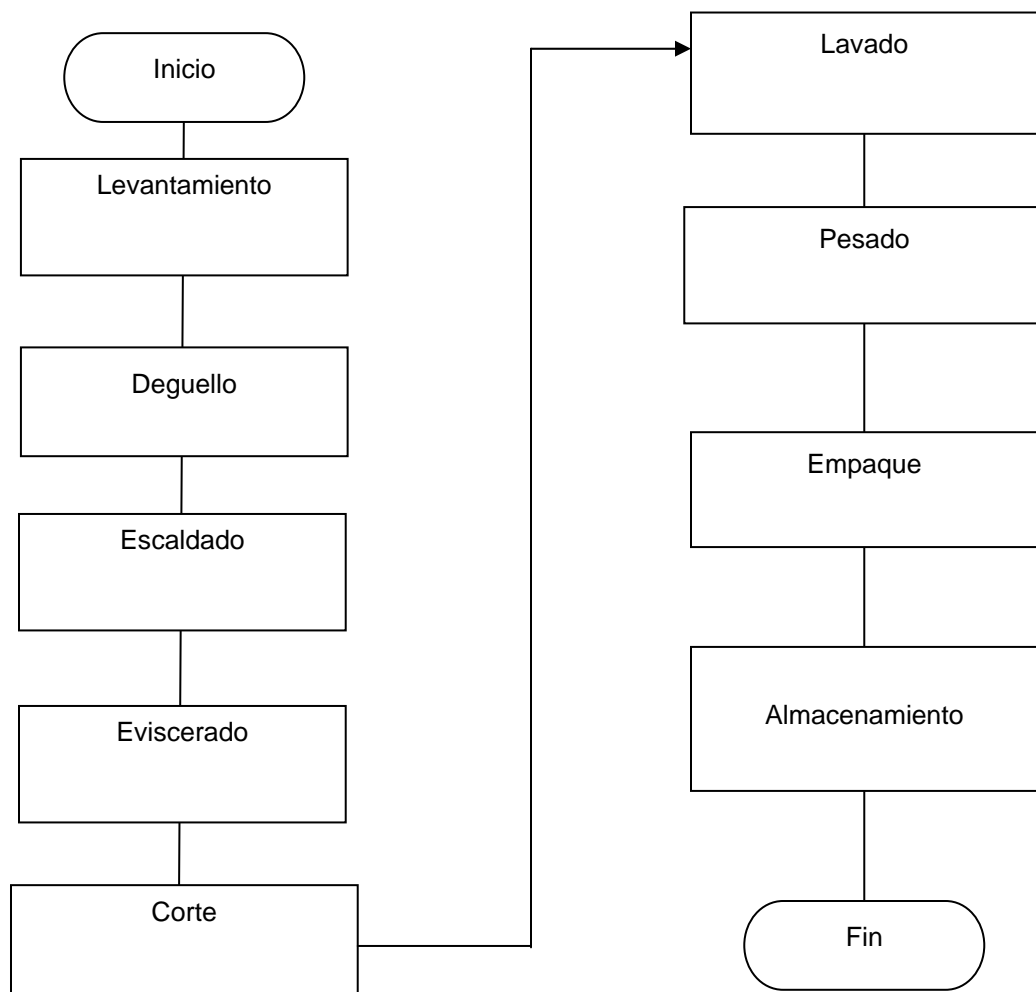 Inicio
Levantamiento
Deguello
Escaldado
Eviscerado
Corte
Lavado
Pesado
Empaque
Almacenamiento
Fin